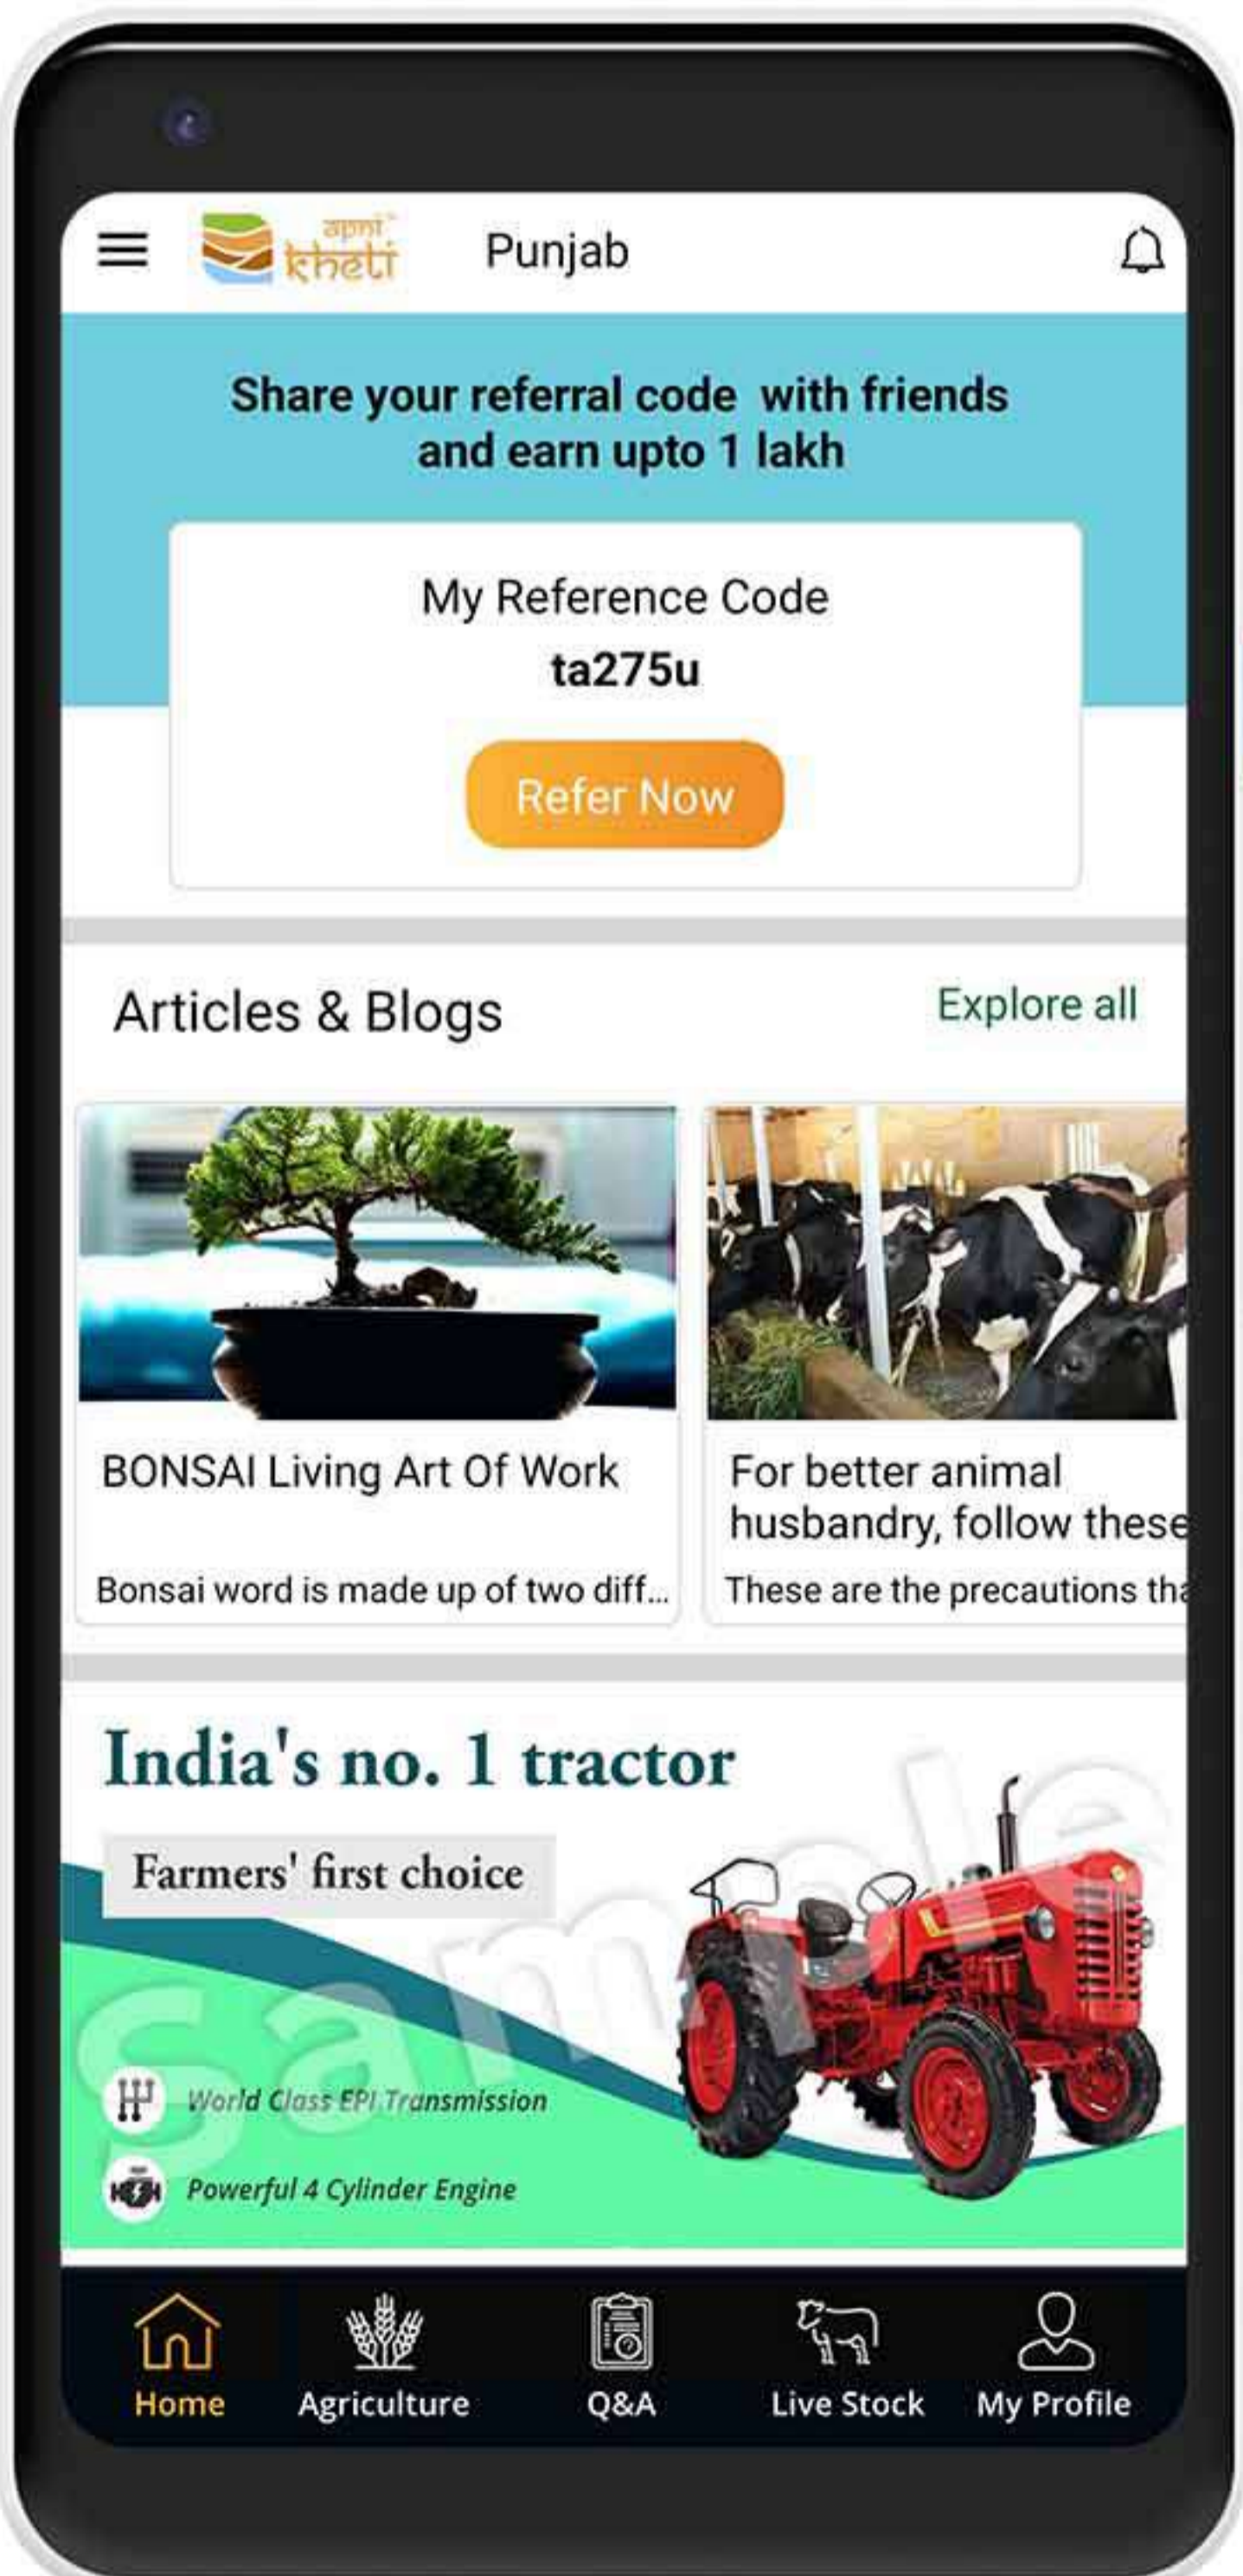 apni
kheti
Punjab
Share your referral code with friends
and earn upto 1 lakh
My Reference Code
ta275u
Refer Now
Articles & Blogs
Explore all
BONSAI Living Art Of Work
Bonsai word is made up of two diff...
For better animal
husbandry, follow these
These are the precautions tha
India's no. 1 tractor
Farmers' first choice
sample
World Class EPI Transmission
Powerful 4 Cylinder Engine
Home
Agriculture
Q&A
Live Stock
My Profile